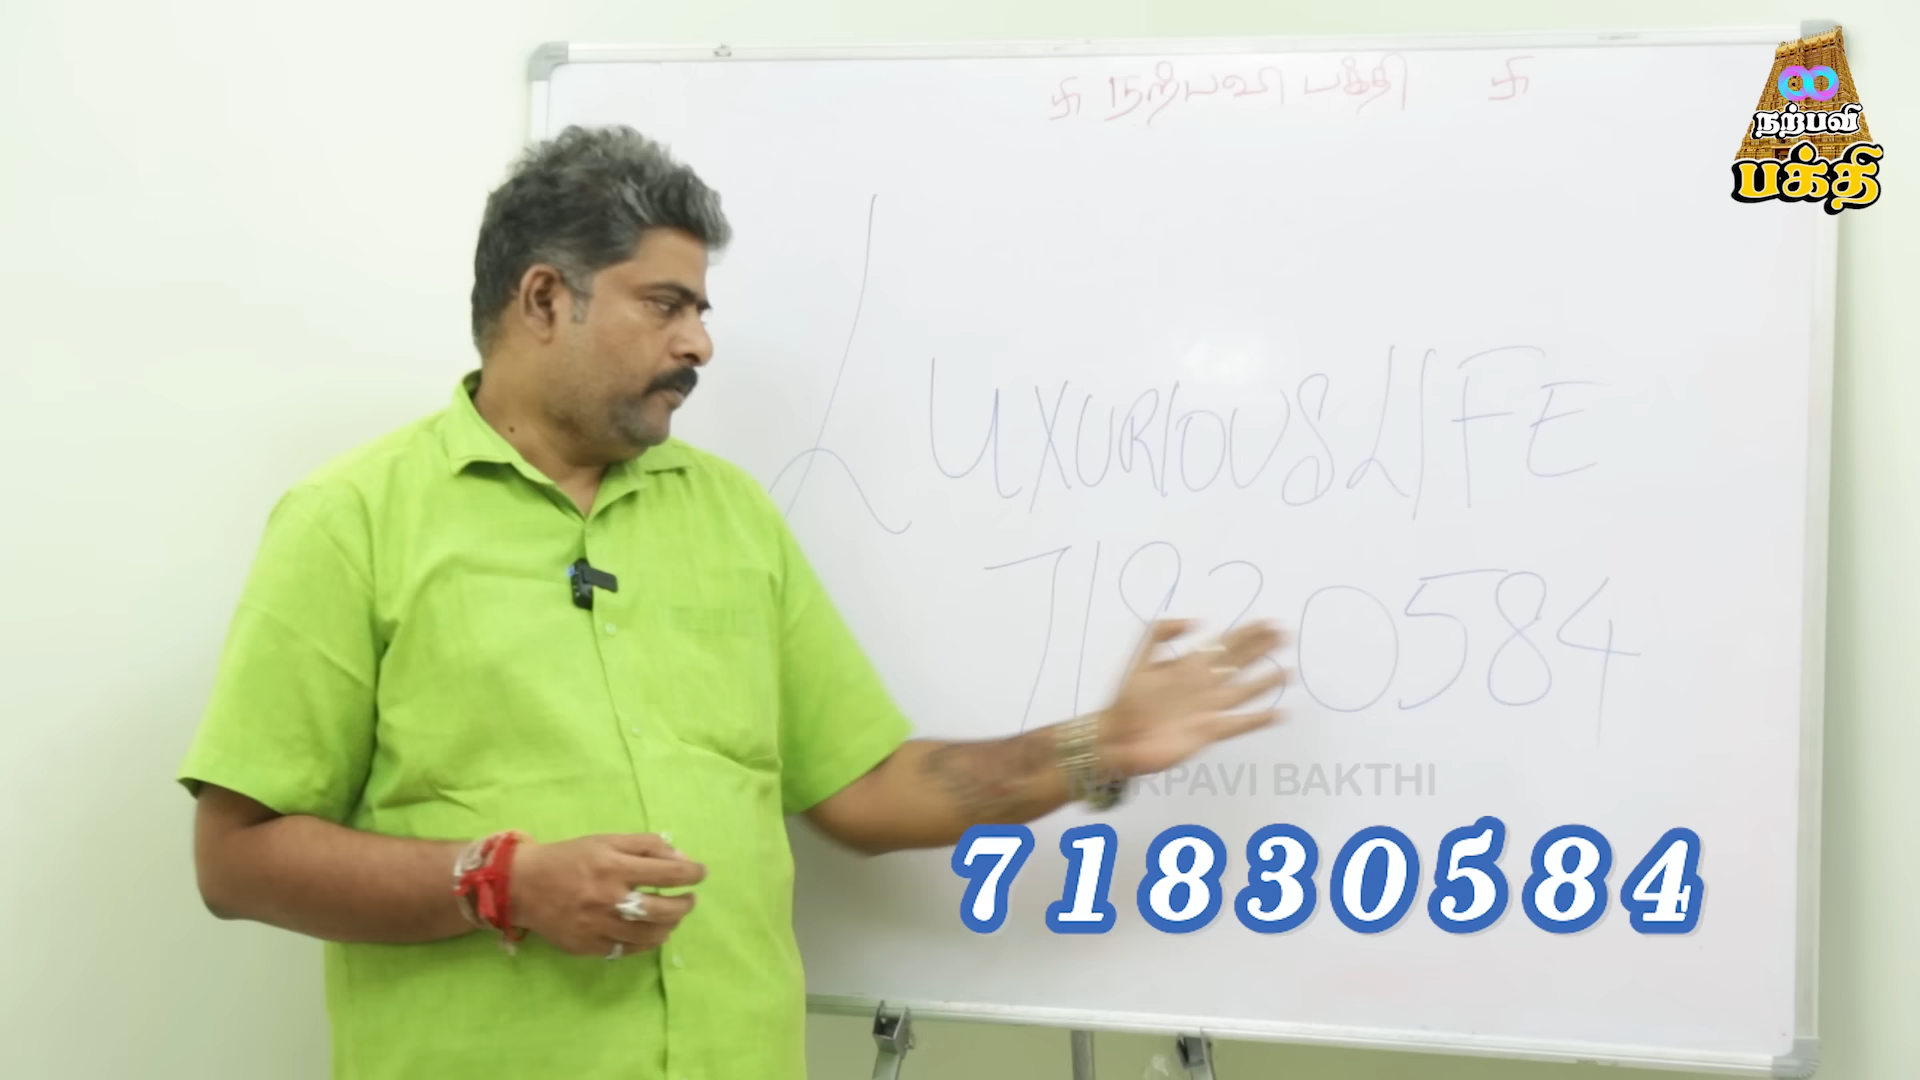 தி நற்பவி பக்தி தி
நற்பவி
பக்தி
LUXURIOUS LIFE
71830584
NARPAVI BAKTHI
71830584